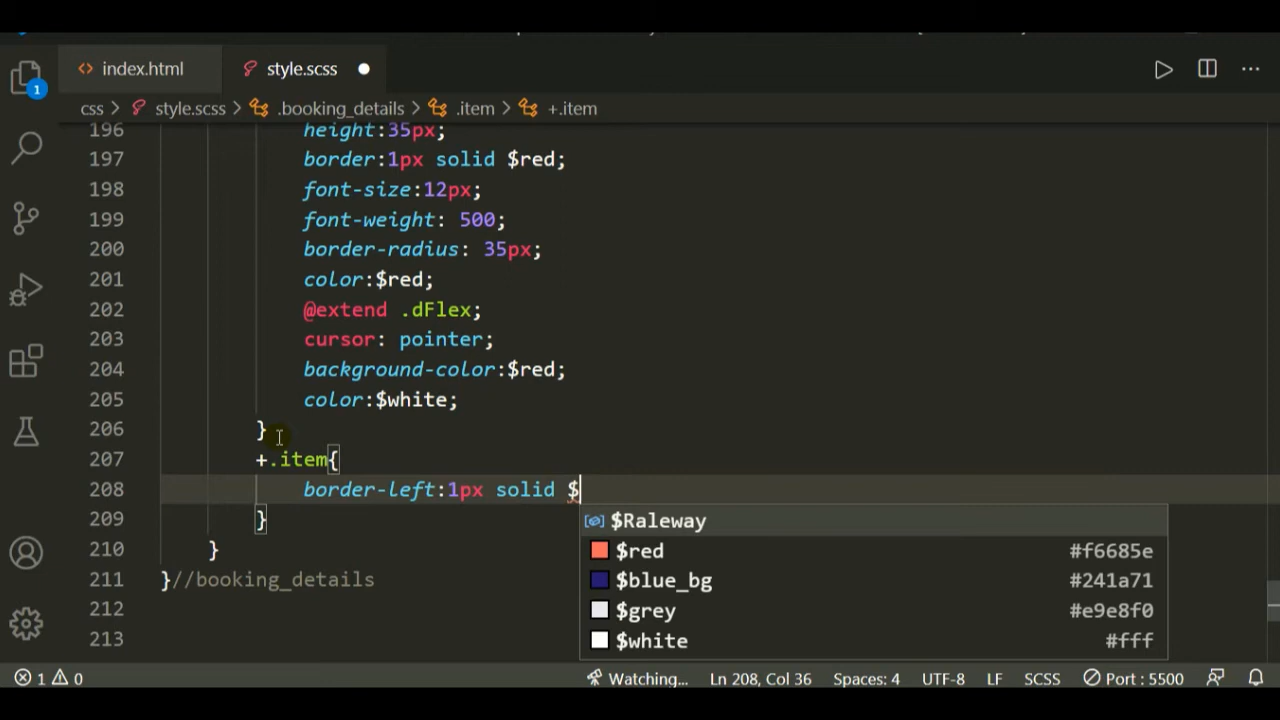 index.html
style.scss
css > style.scss > .booking_details > .item > +.item
196 height:35px;
197 border:1px solid $red;
198 font-size:12px;
199 font-weight: 500;
200 border-radius: 35px;
201 color:$red;
202 @extend .dFlex;
203 cursor: pointer;
204 background-color:$red;
205 color:$white;
206 }
207 +.item{
208 border-left:1px solid $
209 }
$Raleway
$red #f6685e
210 }
$blue_bg #241a71
211 }//booking_details
$grey #e9e8f0
212
$white #fff
213
1
1 0 Watching... Ln 208, Col 36 Spaces: 4 UTF-8 LF SCSS Port : 5500